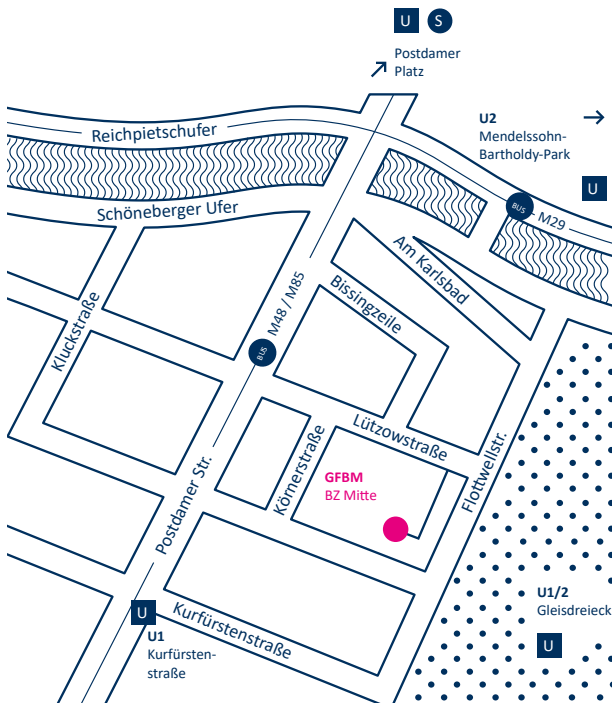 U
S
Postdamer
Platz
Reichpietschufer
U2
Mendelssohn-
Bartholdy-Park
U
BUS
M29
Schöneberger Ufer
Am Karlsbad
Bissingzeile
Kluckstraße
M48 / M85
BUS
Lützowstraße
Körnerstraße
GFBM
BZ Mitte
Flottwellstr.
Postdamer Str.
U1/2
Gleisdreieck
U
U
U1
Kurfürsten-
straße
Kurfürstenstraße